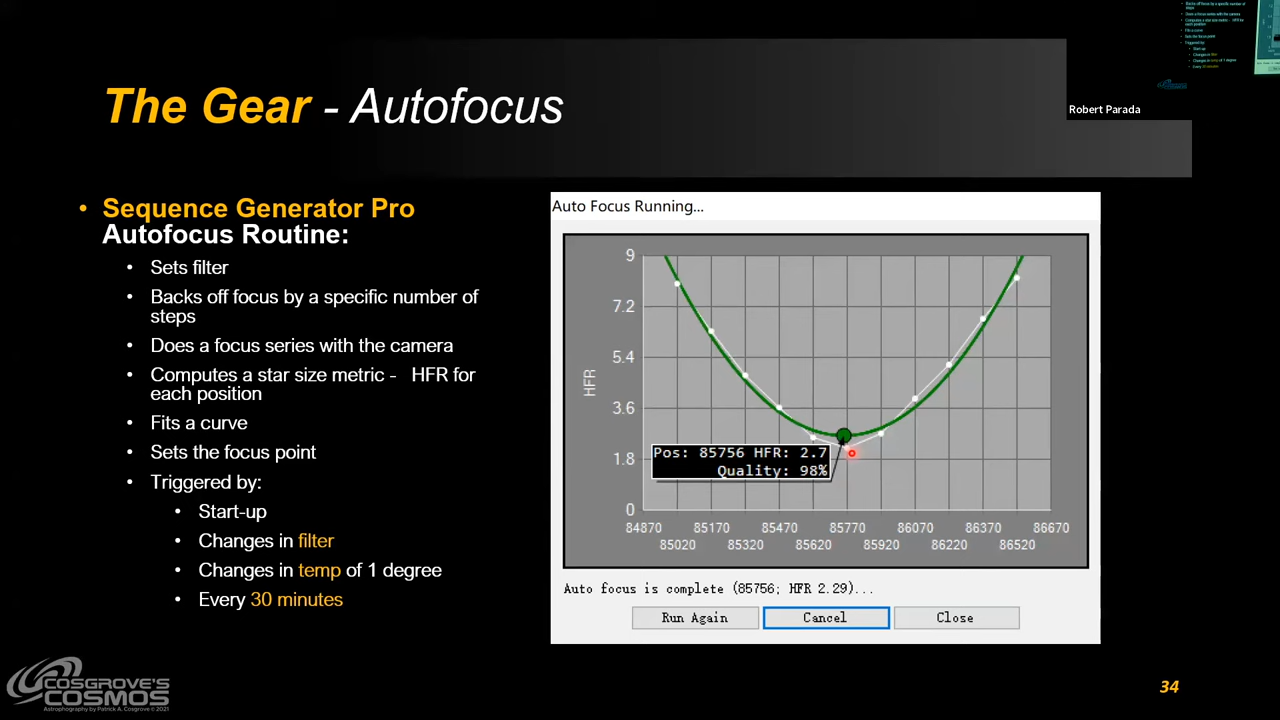 The Gear - Autofocus
Robert Parada
• Sequence Generator Pro
Autofocus Routine:
• Sets filter
• Backs off focus by a specific number of
steps
• Does a focus series with the camera
• Computes a star size metric - HFR for
each position
• Fits a curve
• Sets the focus point
• Triggered by:
• Start-up
• Changes in filter
• Changes in temp of 1 degree
• Every 30 minutes
Auto Focus Running...
9
7.2
5.4
3.6
1.8
0
HFR
Pos: 85756 HFR: 2.7
Quality: 98%
84870 85170 85470 85770 86070 86370 86670
85020 85320 85620 85920 86220 86520
Auto focus is complete (85756; HFR 2.29)...
Run Again Cancel Close
COSGROVE'S
COSMOS
Astrophography by Patrick A. Cosgrove © 2021
34